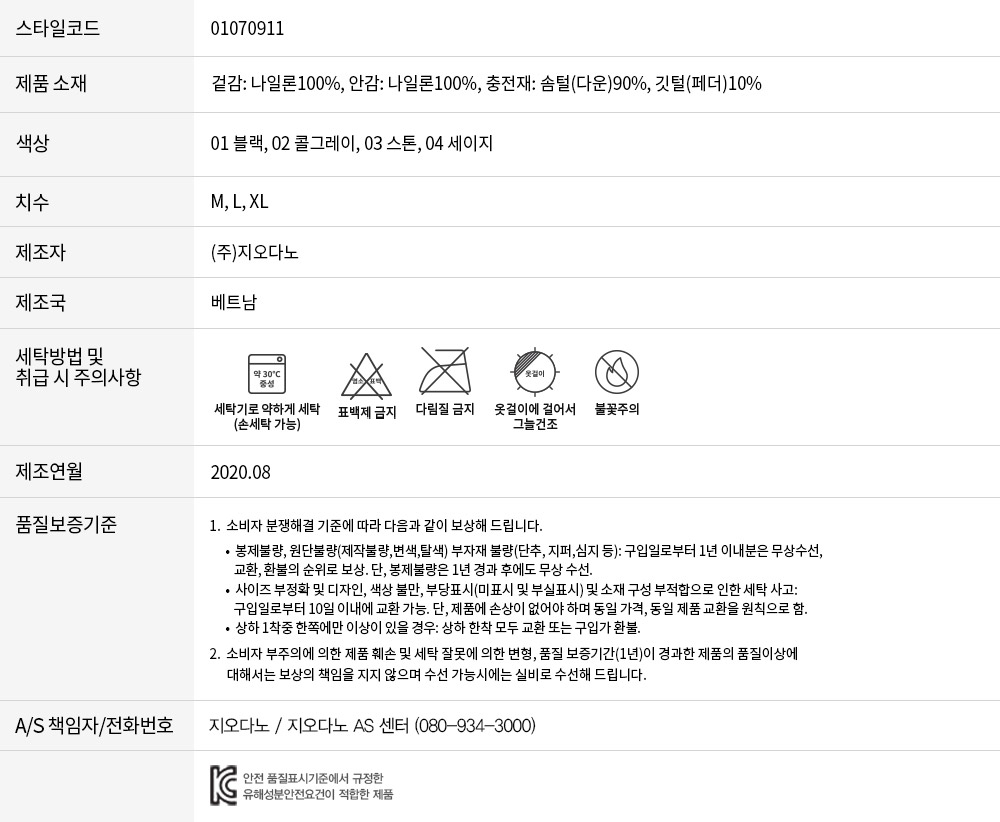 스타일코드 01070911
제품 소재 겉감: 나일론100%, 안감: 나일론100%, 충전재: 솜털(다운)90%, 깃털(페더)10%
색상 01 블랙, 02 콜그레이, 03 스톤, 04 세이지
치수 M, L, XL
제조자 (주)지오다노
제조국 베트남
세탁방법 및
취급 시 주의사항
약 30℃
중성
염소 표백
옷걸이
세탁기로 약하게 세탁
(손세탁 가능)
표백제 금지
다림질 금지
옷걸이에 걸어서
그늘건조
불꽃주의
제조연월 2020.08
품질보증기준
1. 소비자 분쟁해결 기준에 따라 다음과 같이 보상해 드립니다.
• 봉제불량, 원단불량(제작불량,변색,탈색) 부자재 불량(단추, 지퍼,심지 등): 구입일로부터 1년 이내분은 무상수선,
교환, 환불의 순위로 보상. 단, 봉제불량은 1년 경과 후에도 무상 수선.
• 사이즈 부정확 및 디자인, 색상 불만, 부당표시(미표시 및 부실표시) 및 소재 구성 부적합으로 인한 세탁 사고:
구입일로부터 10일 이내에 교환 가능. 단, 제품에 손상이 없어야 하며 동일 가격, 동일 제품 교환을 원칙으로 함.
• 상하 1착중 한쪽에만 이상이 있을 경우: 상하 한착 모두 교환 또는 구입가 환불.
2. 소비자 부주의에 의한 제품 훼손 및 세탁 잘못에 의한 변형, 품질 보증기간(1년)이 경과한 제품의 품질이상에
대해서는 보상의 책임을 지지 않으며 수선 가능시에는 실비로 수선해 드립니다.
A/S 책임자/전화번호 지오다노 / 지오다노 AS 센터 (080-934-3000)
안전 품질표시기준에서 규정한
유해성분안전요건이 적합한 제품